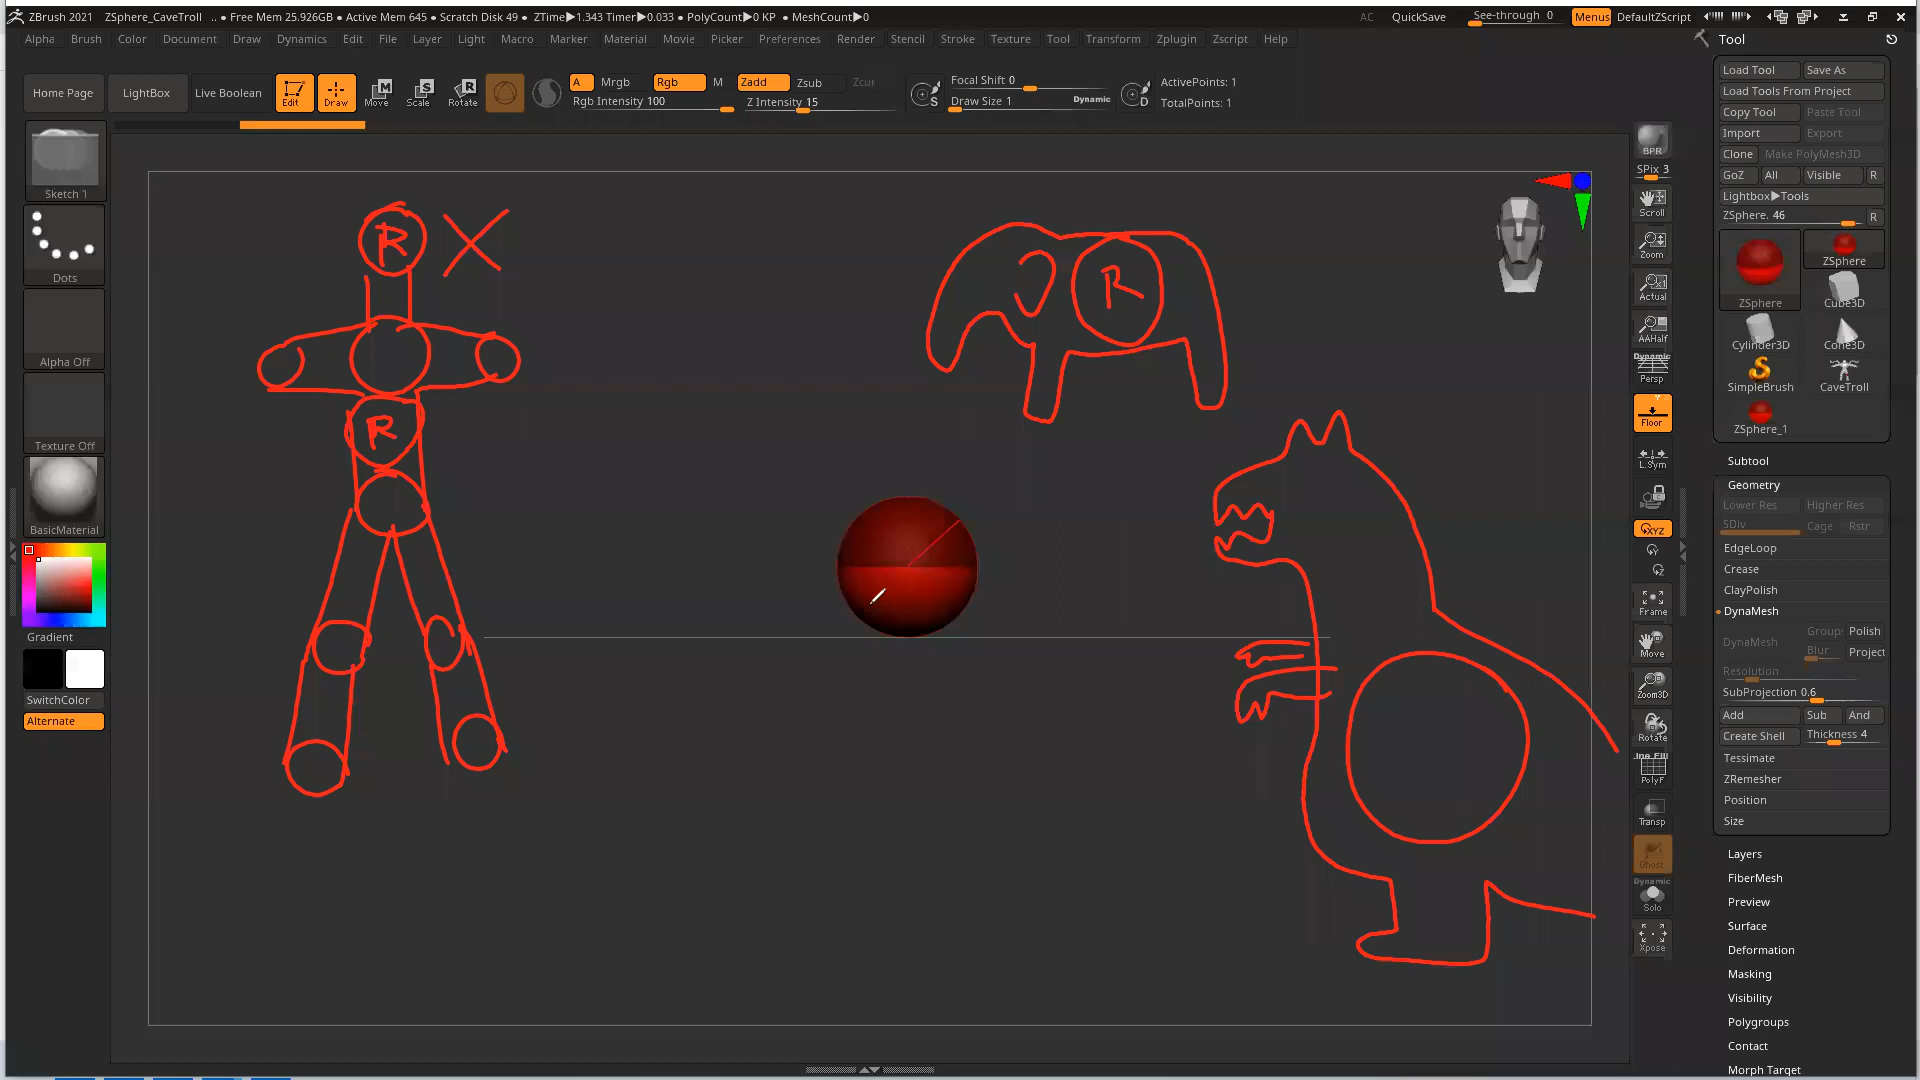 ZBrush 2021 ZSphere_CaveTroll .. • Free Mem 25.926GB • Active Mem 645 • Scratch Disk 49 • ZTime▶1.343 Timer▶0.033 • PolyCount▶0 KP • MeshCount▶0 AC QuickSave See-through 0 Menus DefaultZScript
Alpha Brush Color Document Draw Dynamics Edit File Layer Light Macro Marker Material Movie Picker Preferences Render Stencil Stroke Texture Tool Transform Zplugin Zscript Help
Home Page LightBox Live Boolean Edit Draw Move Scale Rotate
A Mrgb Rgb M Zadd Zsub Zcut
Rgb Intensity 100 Z Intensity 15
S Focal Shift 0
Draw Size 1 Dynamic D
ActivePoints: 1
TotalPoints: 1
Sketch 1
Dots
Alpha Off
Texture Off
BasicMaterial
Gradient
SwitchColor
Alternate
R X
R
R
BPR
SPix 3
Scroll
Zoom
Actual
AAHalf
Dynamic
Persp
Floor
L.Sym
XYZ
Y
Z
Frame
Move
Zoom3D
Rotate
Line Fill
PolyF
Transp
Ghost
Dynamic
Solo
Xpose
Tool
Load Tool Save As
Load Tools From Project
Copy Tool Paste Tool
Import Export
Clone Make PolyMesh3D
GoZ All Visible R
Lightbox▶Tools
ZSphere. 46 R
ZSphere ZSphere
Cube3D
Cylinder3D Cone3D
SimpleBrush CaveTroll
ZSphere_1
Subtool
Geometry
Lower Res Higher Res
SDiv Cage Rstr
EdgeLoop
Crease
ClayPolish
DynaMesh
DynaMesh Group: Polish
Blur Project
Resolution
SubProjection 0.6
Add Sub And
Create Shell Thickness 4
Tessimate
ZRemesher
Position
Size
Layers
FiberMesh
Preview
Surface
Deformation
Masking
Visibility
Polygroups
Contact
Morph Target